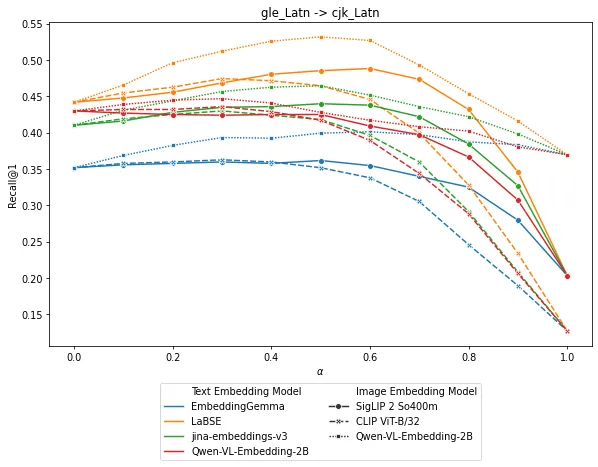 gle_Latn -> cjk_Latn
0.55
0.50
0.45
0.40
0.35
0.30
0.25
0.20
0.15
Recall@1
0.0 0.2 0.4 0.6 0.8 1.0
α
Text Embedding Model
EmbeddingGemma
LaBSE
jina-embeddings-v3
Qwen-VL-Embedding-2B
Image Embedding Model
SigLIP 2 So400m
CLIP ViT-B/32
Qwen-VL-Embedding-2B